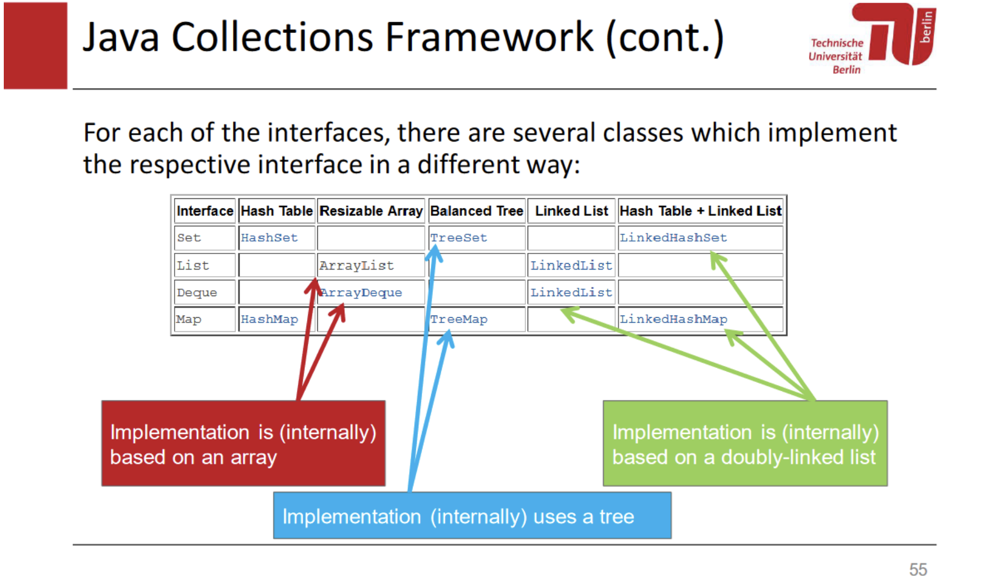 Java Collections Framework (cont.)
Technische
Universität
Berlin
berlin
For each of the interfaces, there are several classes which implement
the respective interface in a different way:
Interface Hash Table Resizable Array Balanced Tree Linked List Hash Table + Linked List
Set HashSet TreeSet LinkedHashSet
List ArrayList LinkedList
Deque ArrayDeque LinkedList
Map HashMap TreeMap LinkedHashMap
Implementation is (internally)
based on an array
Implementation is (internally)
based on a doubly-linked list
Implementation (internally) uses a tree
55